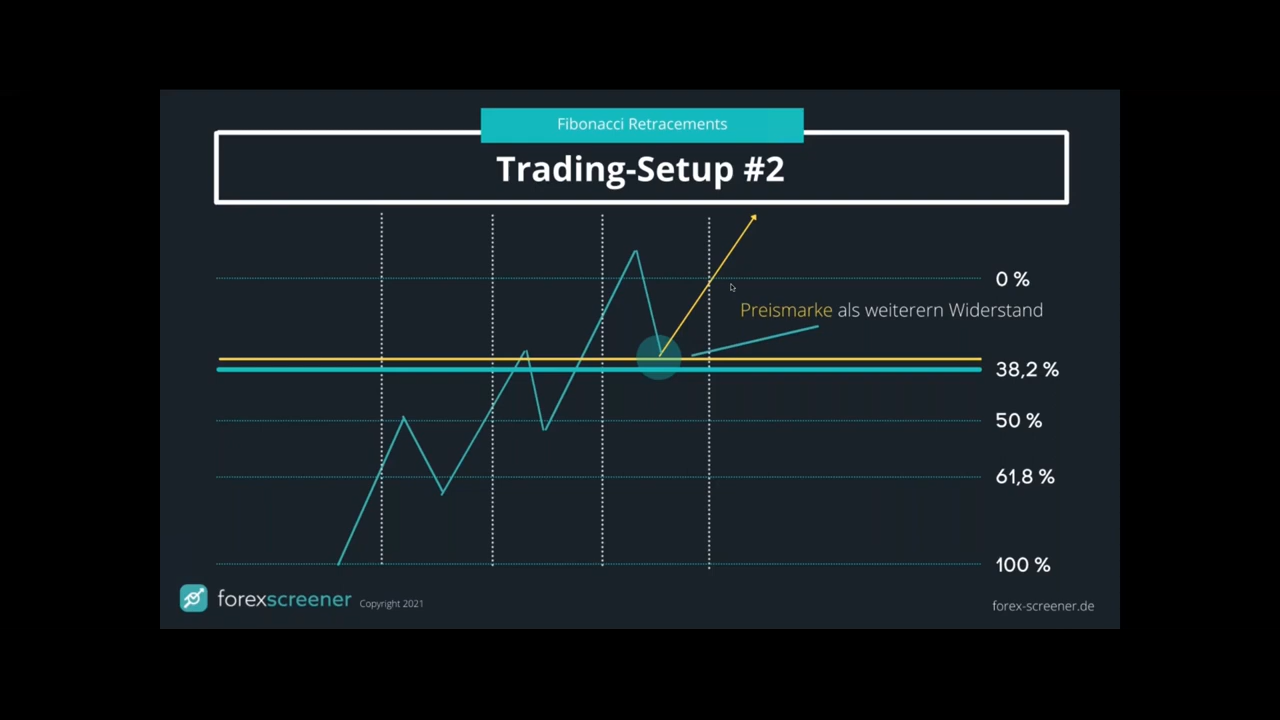 Fibonacci Retracements
Trading-Setup #2
0 %
Preismarke als weiterern Widerstand
38,2 %
50 %
61,8 %
100 %
forexscreener Copyright 2021
forex-screener.de